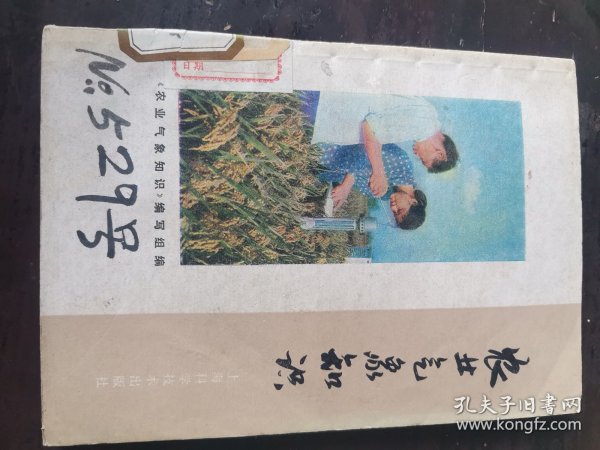 日期
No.529号
《农业气象知识》编写组编
农业气象知识
上海科学技术出版社
孔夫子旧书网
www.kongfz.com